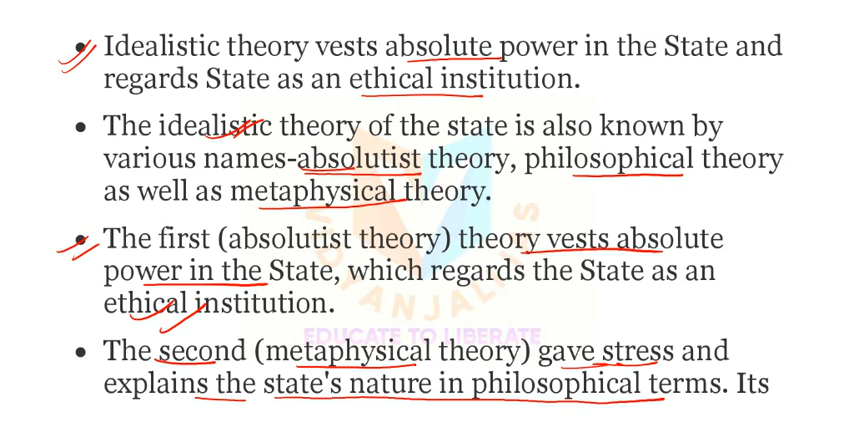 Idealistic theory vests absolute power in the State and
regards State as an ethical institution.
The idealistic theory of the state is also known by
various names-absolutist theory, philosophical theory
as well as metaphysical theory.
The first (absolutist theory) theory vests absolute
power in the State, which regards the State as an
ethical institution.
EDUCATE TO LIBERATE
The second (metaphysical theory) gave stress and
explains the state's nature in philosophical terms. Its